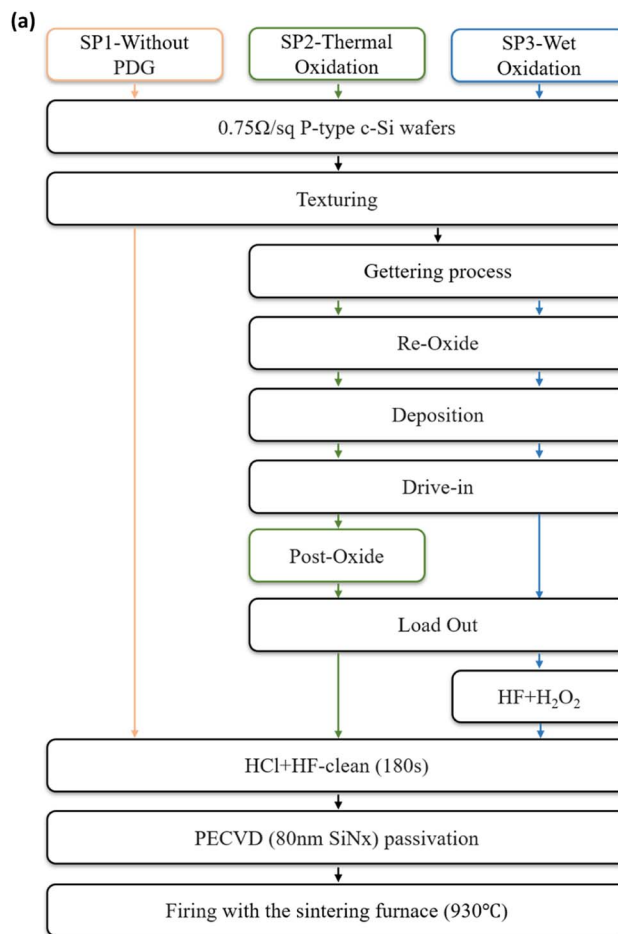 (a)
SP1-Without
PDG
SP2-Thermal
Oxidation
SP3-Wet
Oxidation
0.75Ω/sq P-type c-Si wafers
Texturing
Gettering process
Re-Oxide
Deposition
Drive-in
Post-Oxide
Load Out
HF+H₂O₂
HCl+HF-clean (180s)
PECVD (80nm SiNx) passivation
Firing with the sintering furnace (930℃)